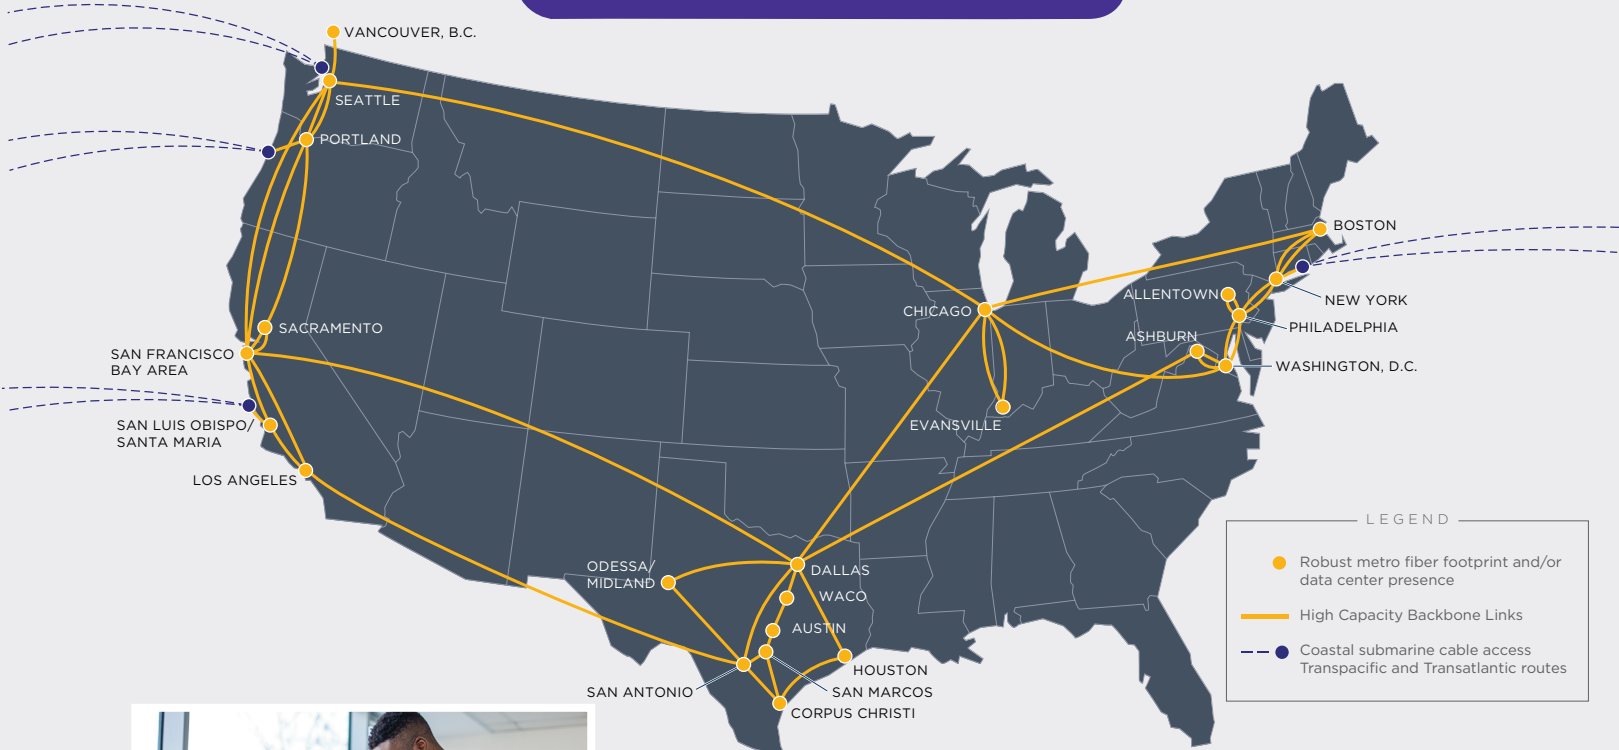 VANCOUVER, B.C.
SEATTLE
PORTLAND
BOSTON
ALLENTOWN
NEW YORK
CHICAGO
PHILADELPHIA
SACRAMENTO
ASHBURN
SAN FRANCISCO
BAY AREA
WASHINGTON, D.C.
SAN LUIS OBISPO/
SANTA MARIA
EVANSVILLE
LOS ANGELES
LEGEND
Robust metro fiber footprint and/or
data center presence
High Capacity Backbone Links
Coastal submarine cable access
Transpacific and Transatlantic routes
ODESSA/
MIDLAND
DALLAS
WACO
AUSTIN
HOUSTON
SAN ANTONIO
SAN MARCOS
CORPUS CHRISTI